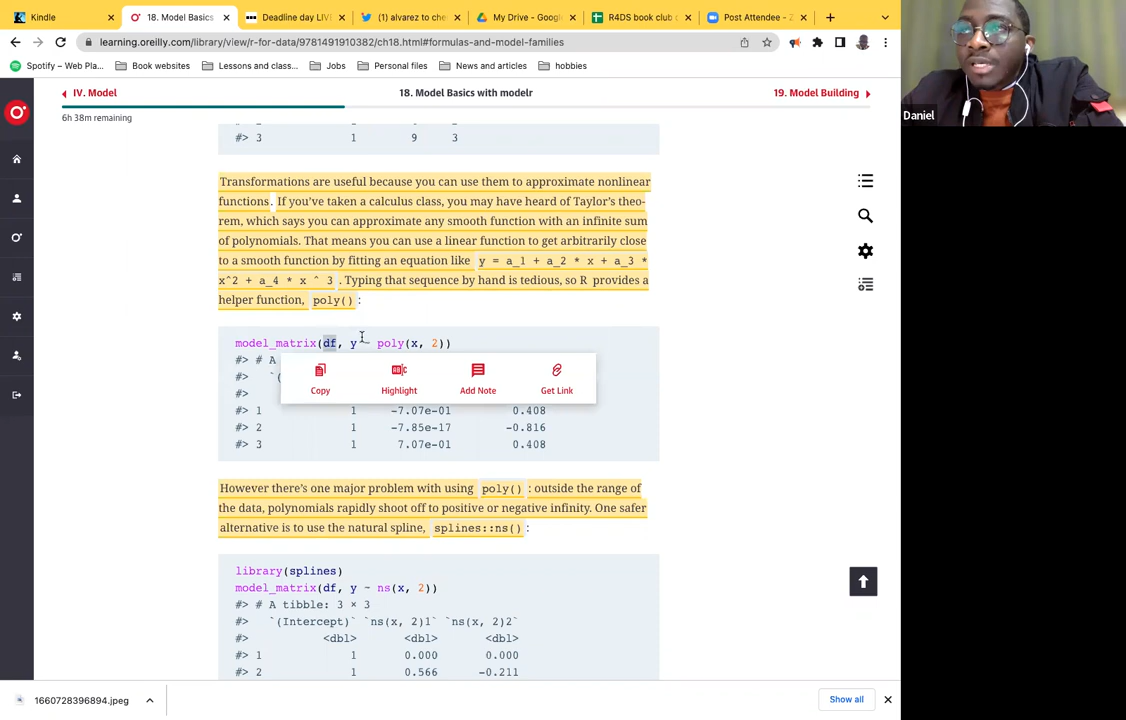 Kindle
18. Model Basics
Deadline day LIV
(1) alvarez to che
My Drive - Google
R4DS book club c
Post Attendee - Z
learning.oreilly.com/library/view/r-for-data/9781491910382/ch18.html#formulas-and-model-families
Spotify – Web Pla...
Book websites
Lessons and class...
Jobs
Personal files
News and articles
hobbies
Daniel
IV. Model
18. Model Basics with modelr
19. Model Building
6h 38m remaining
#> 3 1 9 3
Transformations are useful because you can use them to approximate nonlinear
functions. If you've taken a calculus class, you may have heard of Taylor's theo-
rem, which says you can approximate any smooth function with an infinite sum
of polynomials. That means you can use a linear function to get arbitrarily close
to a smooth function by fitting an equation like y = a_1 + a_2 * x + a_3 *
x^2 + a_4 * x ^ 3 . Typing that sequence by hand is tedious, so R provides a
helper function, poly() :
model_matrix(df, y ~ poly(x, 2))
#> # A
#> `(
#>
#> 1 1 -7.07e-01 0.408
#> 2 1 -7.85e-17 -0.816
#> 3 1 7.07e-01 0.408
Copy
Highlight
Add Note
Get Link
However there's one major problem with using poly() : outside the range of
the data, polynomials rapidly shoot off to positive or negative infinity. One safer
alternative is to use the natural spline, splines::ns() :
library(splines)
model_matrix(df, y ~ ns(x, 2))
#> # A tibble: 3 × 3
#> `(Intercept)` `ns(x, 2)1` `ns(x, 2)2`
#> <dbl> <dbl> <dbl>
#> 1 1 0.000 0.000
#> 2 1 0.566 -0.211
1660728396894.jpeg
Show all